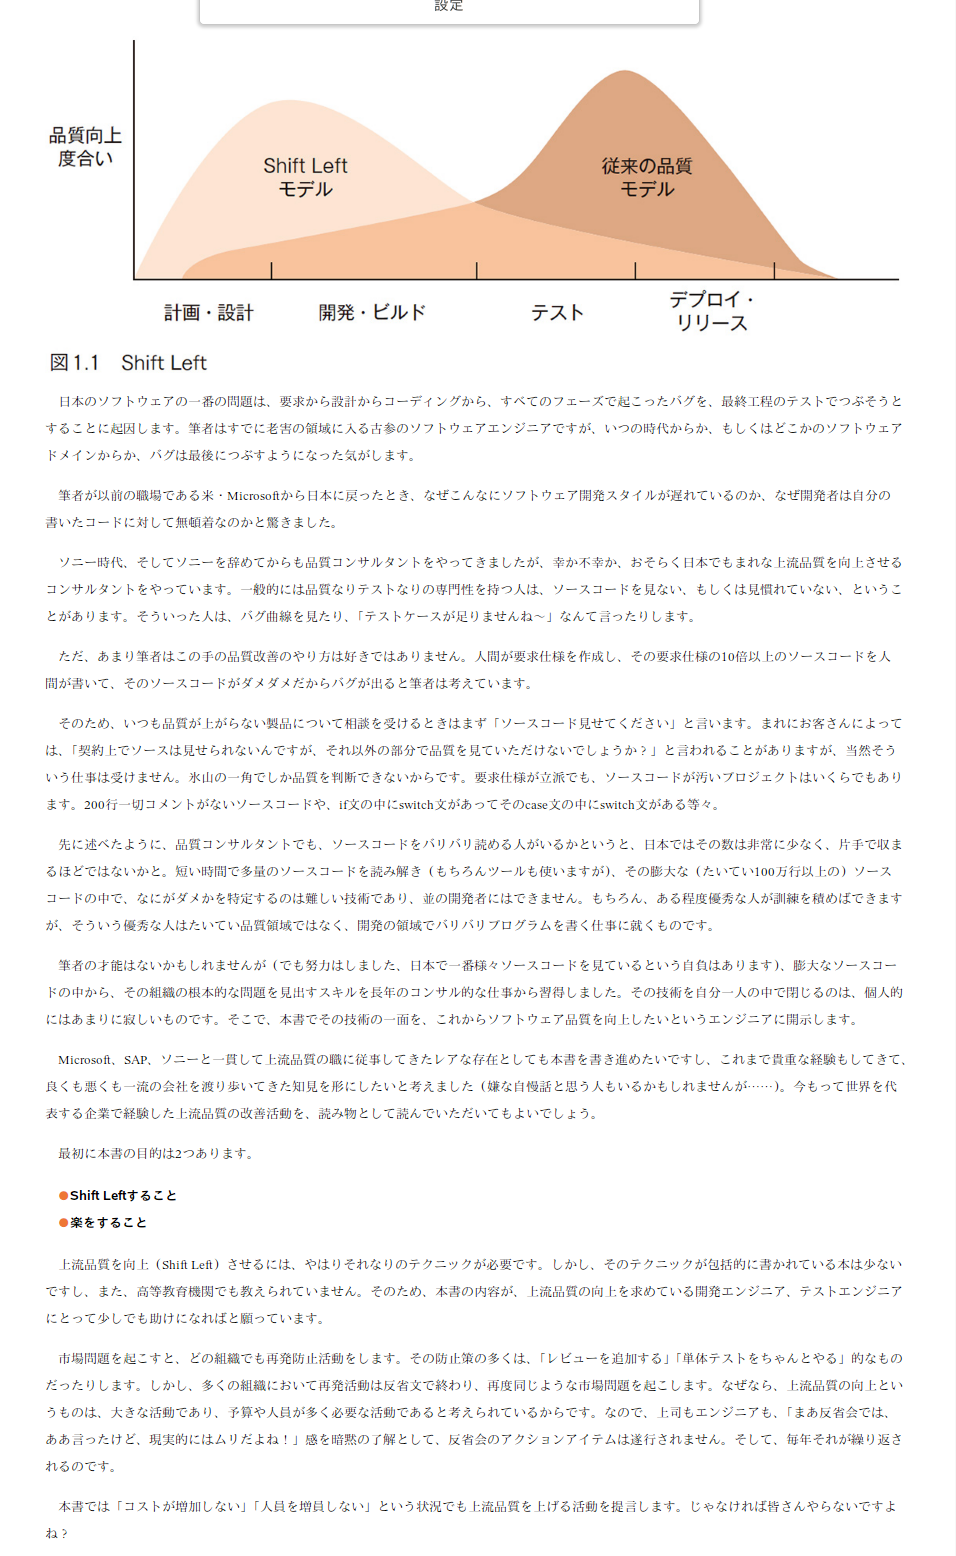 設定
品質向上
度合い
Shift Left
モデル
従来の品質
モデル
計画・設計
開発・ビルド
テスト
デプロイ・
リリース
図1.1 Shift Left
日本のソフトウェアの一番の問題は、要求から設計からコーディングから、すべてのフェーズで起こったバグを、最終工程のテストでつぶそうと
することに起因します。筆者はすでに老害の領域に入る古参のソフトウェアエンジニアですが、いつの時代からか、もしくはどこかのソフトウェア
ドメインからか、バグは最後につぶすようになった気がします。
筆者が以前の職場である米・Microsoftから日本に戻ったとき、なぜこんなにソフトウェア開発スタイルが遅れているのか、なぜ開発者は自分の
書いたコードに対して無頓着なのかと驚きました。
ソニー時代、そしてソニーを辞めてからも品質コンサルタントをやってきましたが、幸か不幸か、おそらく日本でもまれな上流品質を向上させる
コンサルタントをやっています。一般的には品質なりテストなりの専門性を持つ人は、ソースコードを見ない、もしくは見慣れていない、というこ
とがあります。そういった人は、バグ曲線を見たり、「テストケースが足りませんね〜」なんて言ったりします。
ただ、あまり筆者はこの手の品質改善のやり方は好きではありません。人間が要求仕様を作成し、その要求仕様の10倍以上のソースコードを人
間が書いて、そのソースコードがダメダメだからバグが出ると筆者は考えています。
そのため、いつも品質が上がらない製品について相談を受けるときはまず「ソースコード見せてください」と言います。まれにお客さんによって
は、「契約上でソースは見せられないんですが、それ以外の部分で品質を見ていただけないでしょうか？」と言われることがありますが、当然そう
いう仕事は受けません。氷山の一角でしか品質を判断できないからです。要求仕様が立派でも、ソースコードが汚いプロジェクトはいくらでもあり
ます。200行一切コメントがないソースコードや、if文の中にswitch文があってそのcase文の中にswitch文がある等々。
先に述べたように、品質コンサルタントでも、ソースコードをバリバリ読める人がいるかというと、日本ではその数は非常に少なく、片手で収ま
るほどではないかと。短い時間で多量のソースコードを読み解き（もちろんツールも使いますが）、その膨大な（たいてい100万行以上の）ソース
コードの中で、なにがダメかを特定するのは難しい技術であり、並の開発者にはできません。もちろん、ある程度優秀な人が訓練を積めばできます
が、そういう優秀な人はたいてい品質領域ではなく、開発の領域でバリバリプログラムを書く仕事に就くものです。
筆者の才能はないかもしれませんが（でも努力はしました、日本で一番様々ソースコードを見ているという自負はあります）、膨大なソースコー
ドの中から、その組織の根本的な問題を見出すスキルを長年のコンサル的な仕事から習得しました。その技術を自分一人の中で閉じるのは、個人的
にはあまりに寂しいものです。そこで、本書でその技術の一面を、これからソフトウェア品質を向上したいというエンジニアに開示します。
Microsoft、SAP、ソニーと一貫して上流品質の職に従事してきたレアな存在としても本書を書き進めたいですし、これまで貴重な経験もしてきて、
良くも悪くも一流の会社を渡り歩いてきた知見を形にしたいと考えました（嫌な自慢話と思う人もいるかもしれませんが……）。今もって世界を代
表する企業で経験した上流品質の改善活動を、読み物として読んでいただいてもよいでしょう。
最初に本書の目的は2つあります。
●Shift Leftすること
●楽をすること
上流品質を向上（Shift Left）させるには、やはりそれなりのテクニックが必要です。しかし、そのテクニックが包括的に書かれている本は少ない
ですし、また、高等教育機関でも教えられていません。そのため、本書の内容が、上流品質の向上を求めている開発エンジニア、テストエンジニア
にとって少しでも助けになればと願っています。
市場問題を起こすと、どの組織でも再発防止活動をします。その防止策の多くは、「レビューを追加する」「単体テストをちゃんとやる」的なもの
だったりします。しかし、多くの組織において再発活動は反省文で終わり、再度同じような市場問題を起こします。なぜなら、上流品質の向上とい
うものは、大きな活動であり、予算や人員が多く必要な活動であると考えられているからです。なので、上司もエンジニアも、「まあ反省会では、
ああ言ったけど、現実的にはムリだよね！」感を暗黙の了解として、反省会のアクションアイテムは遂行されません。そして、毎年それが繰り返さ
れるのです。
本書では「コストが増加しない」「人員を増員しない」という状況でも上流品質を上げる活動を提言します。じゃなければ皆さんやらないですよ
ね？